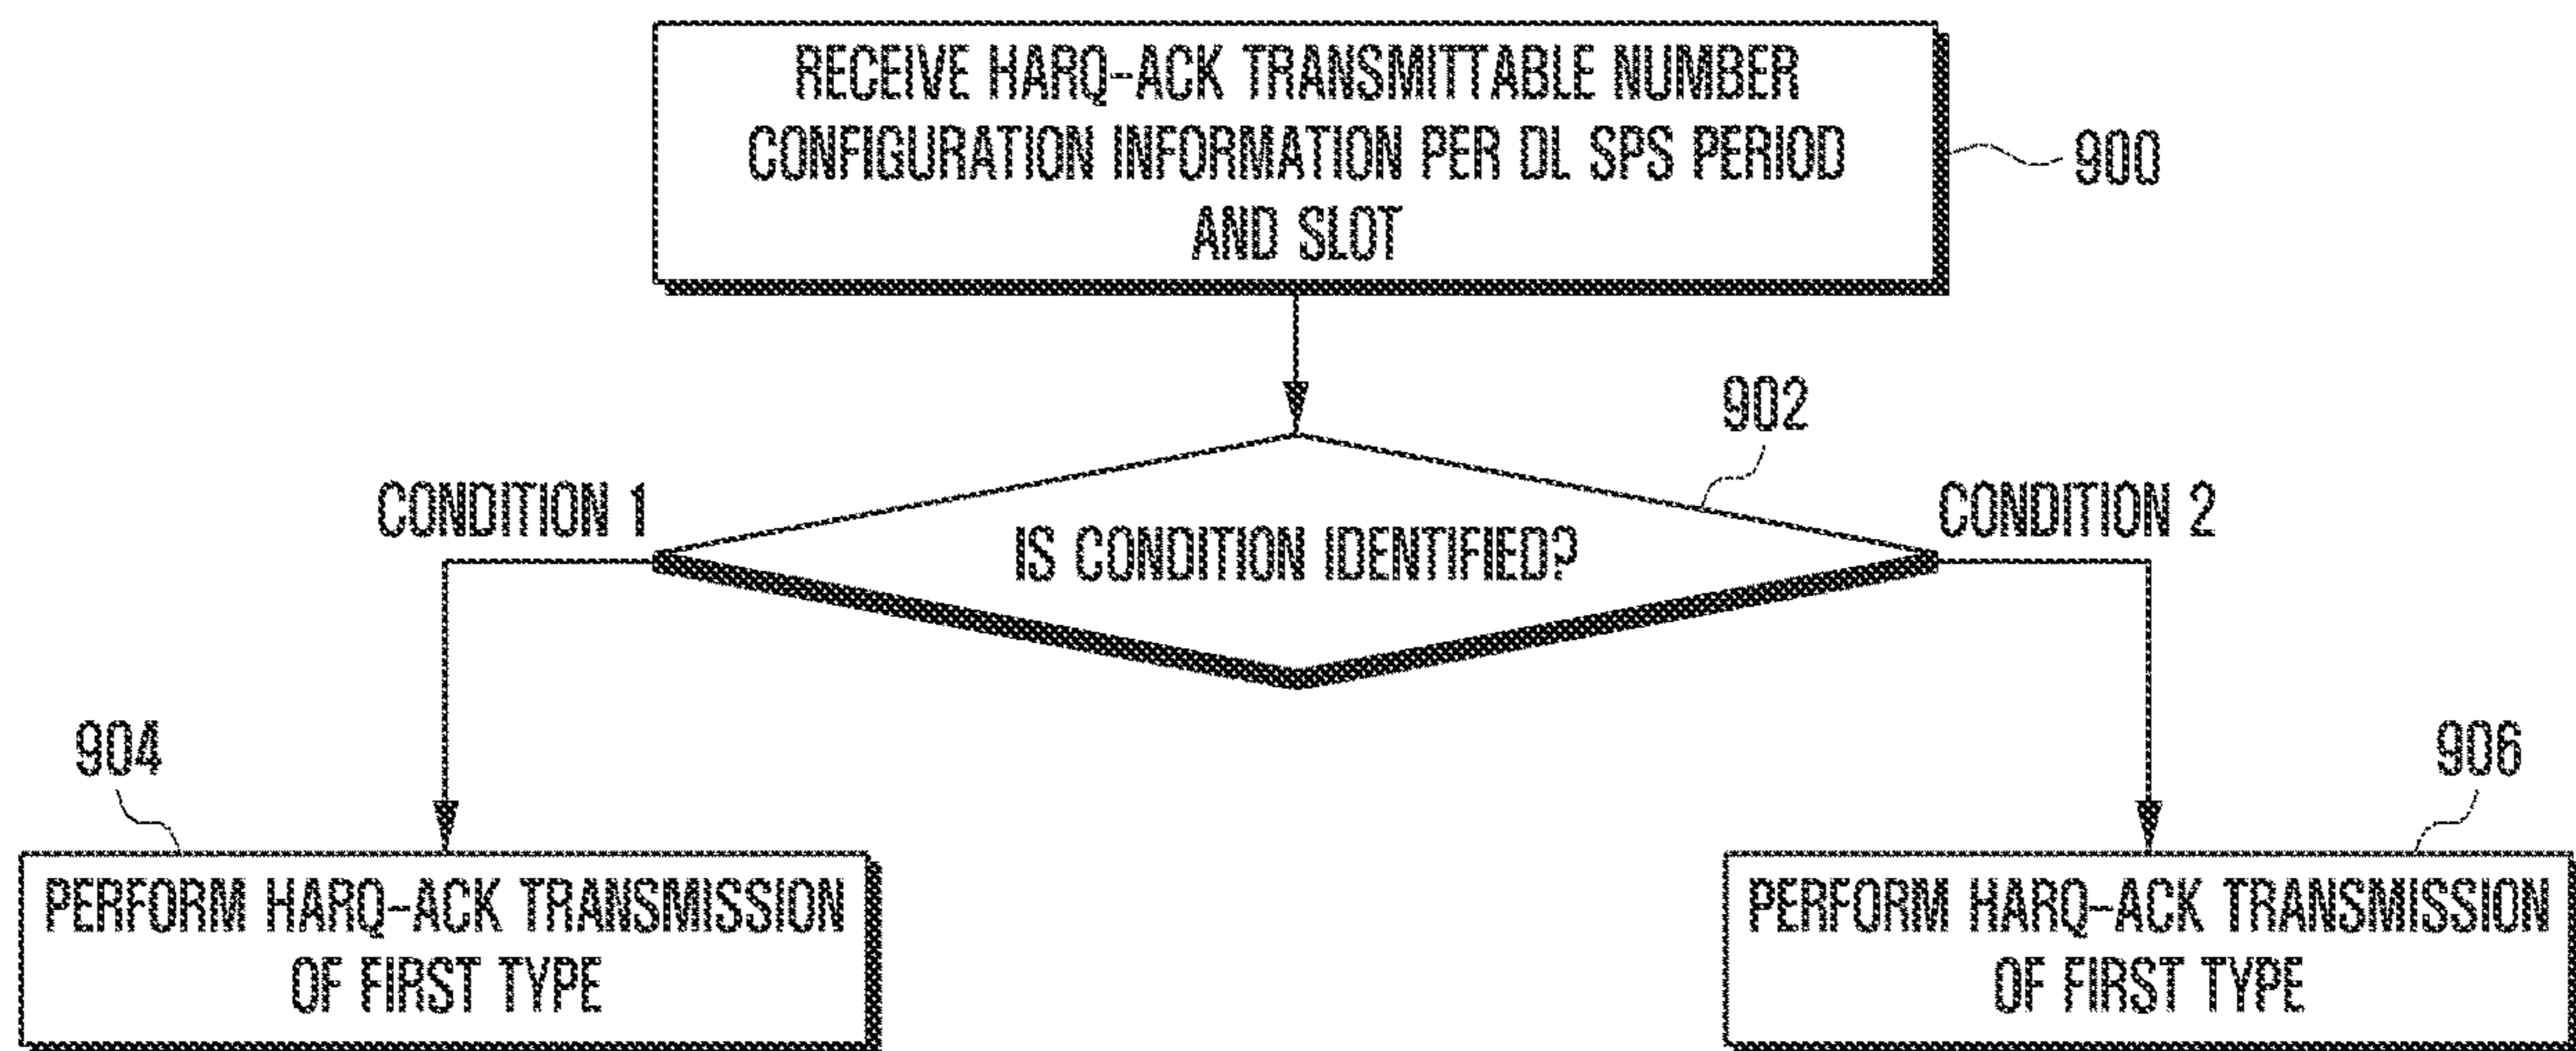 RECEIVE HARQ-ACK TRANSMITTABLE NUMBER
CONFIGURATION INFORMATION PER DL SPS PERIOD
AND SLOT
900
902
CONDITION 1
IS CONDITION IDENTIFIED?
CONDITION 2
904
906
PERFORM HARQ-ACK TRANSMISSION
OF FIRST TYPE
PERFORM HARQ-ACK TRANSMISSION
OF FIRST TYPE